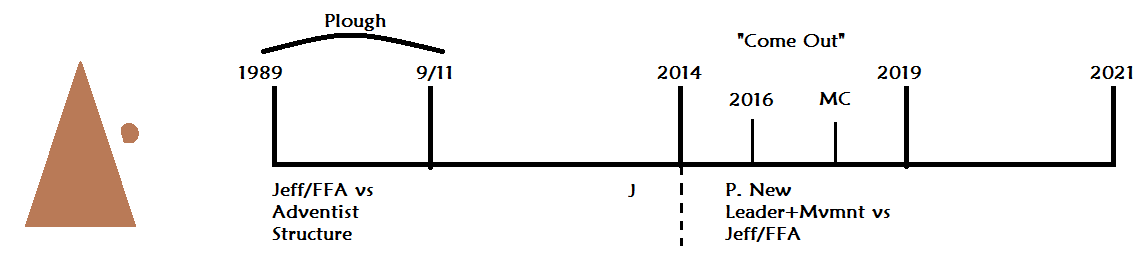 Plough
"Come Out"
1989
9/11
2014
2019
2021
2016
MC
Jeff/FFA vs
Adventist
Structure
J
P. New
Leader+Mvmnt vs
Jeff/FFA